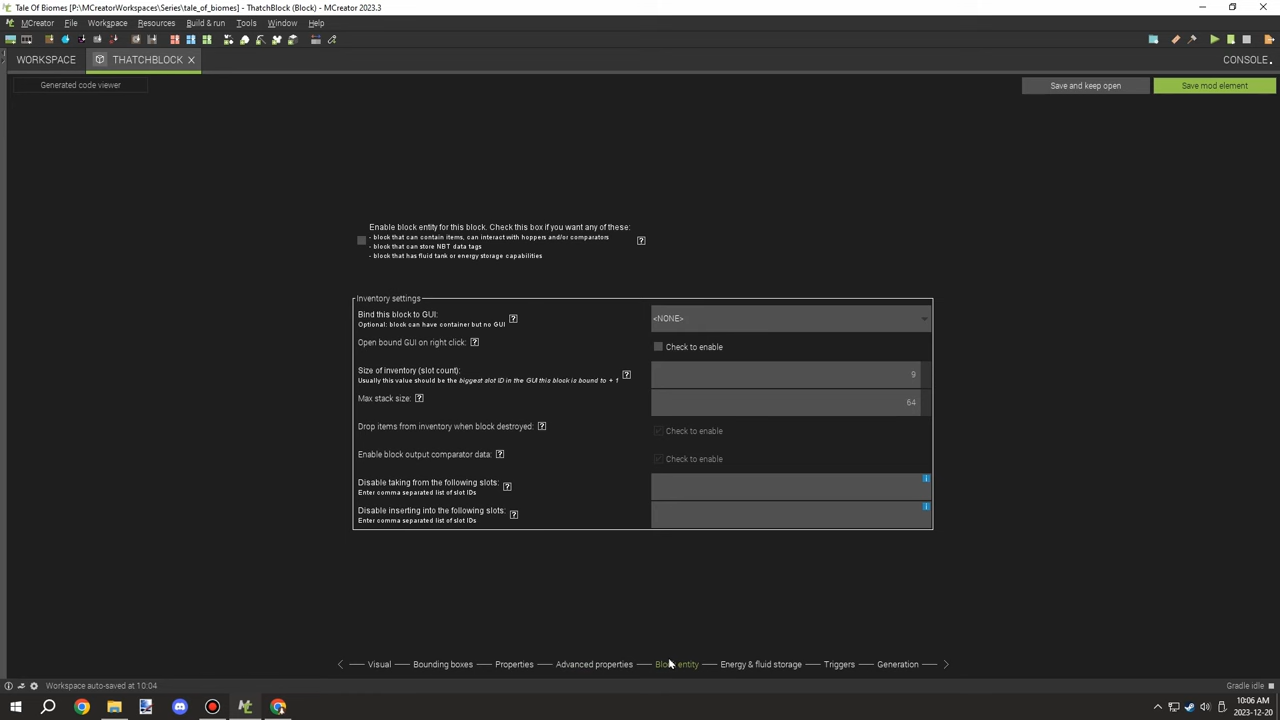 Tale Of Biomes [P:\MCreatorWorkspaces\Series\tale_of_biomes] - ThatchBlock (Block) - MCreator 2023.3
MCreator File Workspace Resources Build & run Tools Window Help
WORKSPACE THATCHBLOCK CONSOLE
Generated code viewer Save and keep open Save mod element
Enable block entity for this block. Check this box if you want any of these:
- block that can contain items, can interact with hoppers and/or comparators
- block that can store NBT data tags
- block that has fluid tank or energy storage capabilities
?
Inventory settings
Bind this block to GUI: ? <NONE>
Optional: block can have container but no GUI
Open bound GUI on right click: ? Check to enable
Size of inventory (slot count): ? 9
Usually this value should be the biggest slot ID in the GUI this block is bound to + 1
Max stack size: ? 64
Drop items from inventory when block destroyed: ? Check to enable
Enable block output comparator data: ? Check to enable
Disable taking from the following slots: ?
Enter comma separated list of slot IDs
Disable inserting into the following slots: ?
Enter comma separated list of slot IDs
Visual Bounding boxes Properties Advanced properties Block entity Energy & fluid storage Triggers Generation
Workspace auto-saved at 10:04 Gradle idle
10:06 AM
2023-12-20